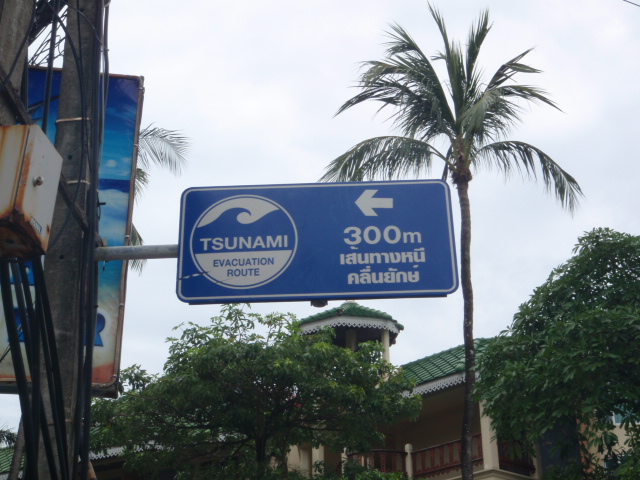 TSUNAMI
EVACUATION
ROUTE
300m
เส้นทางหนี
คลื่นยักษ์